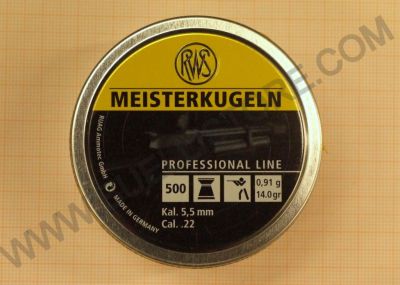 RWS
MEISTERKUGELN
PROFESSIONAL LINE
500
0,91 g
14.0 gr
Kal. 5,5 mm
Cal. .22
RUAG Ammotec GmbH
MADE IN GERMANY